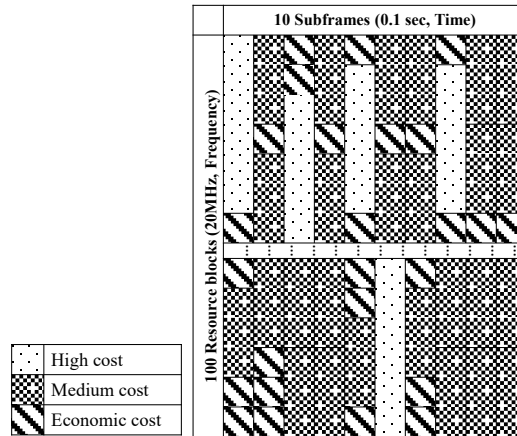 10 Subframes (0.1 sec, Time)
100 Resource blocks (20MHz, Frequency)
High cost
Medium cost
Economic cost